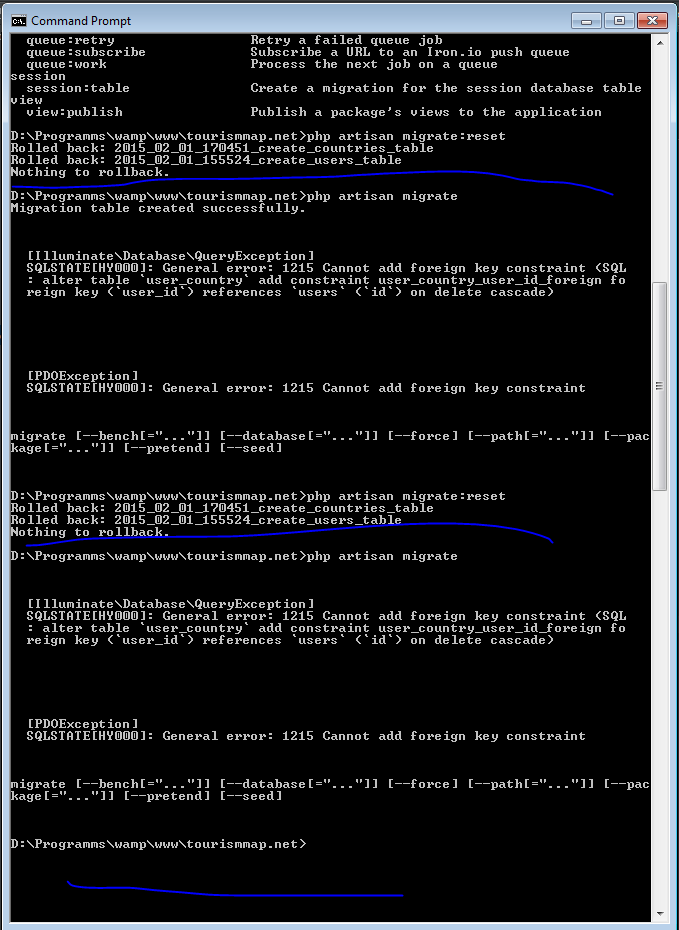 Command Prompt
queue:retry Retry a failed queue job
queue:subscribe Subscribe a URL to an Iron.io push queue
queue:work Process the next job on a queue
session
session:table Create a migration for the session database table
view
view:publish Publish a package's views to the application
D:\Programms\wamp\www\tourismmap.net>php artisan migrate:reset
Rolled back: 2015_02_01_170451_create_countries_table
Rolled back: 2015_02_01_155524_create_users_table
Nothing to rollback.
D:\Programms\wamp\www\tourismmap.net>php artisan migrate
Migration table created successfully.
[Illuminate\Database\QueryException]
SQLSTATE[HY000]: General error: 1215 Cannot add foreign key constraint (SQL
: alter table `user_country` add constraint user_country_user_id_foreign fo
reign key (`user_id`) references `users` (`id`) on delete cascade)
[PDOException]
SQLSTATE[HY000]: General error: 1215 Cannot add foreign key constraint
migrate [--bench[="..."]] [--database[="..."]] [--force] [--path[="..."]] [--pac
kage[="..."]] [--pretend] [--seed]
D:\Programms\wamp\www\tourismmap.net>php artisan migrate:reset
Rolled back: 2015_02_01_170451_create_countries_table
Rolled back: 2015_02_01_155524_create_users_table
Nothing to rollback.
D:\Programms\wamp\www\tourismmap.net>php artisan migrate
[Illuminate\Database\QueryException]
SQLSTATE[HY000]: General error: 1215 Cannot add foreign key constraint (SQL
: alter table `user_country` add constraint user_country_user_id_foreign fo
reign key (`user_id`) references `users` (`id`) on delete cascade)
[PDOException]
SQLSTATE[HY000]: General error: 1215 Cannot add foreign key constraint
migrate [--bench[="..."]] [--database[="..."]] [--force] [--path[="..."]] [--pac
kage[="..."]] [--pretend] [--seed]
D:\Programms\wamp\www\tourismmap.net>